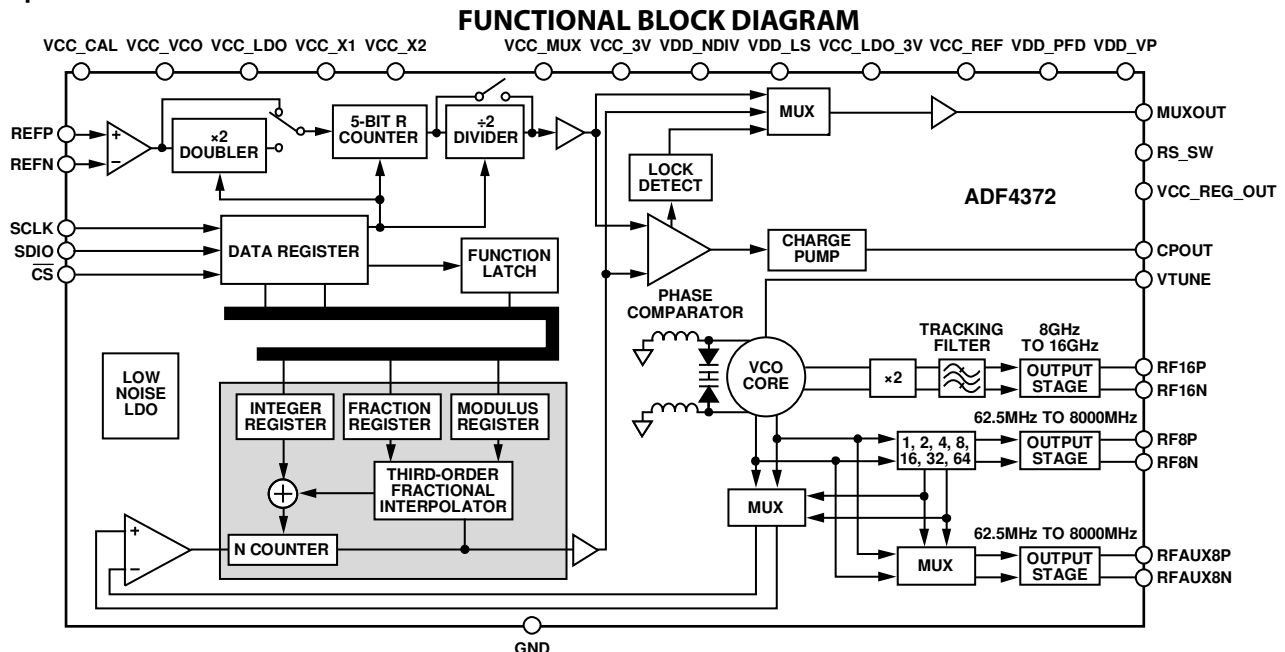 FUNCTIONAL BLOCK DIAGRAM
VCC_CAL VCC_VCO VCC_LDO VCC_X1 VCC_X2 VCC_MUX VCC_3V VDD_NDIV VDD_LS VCC_LDO_3V VCC_REF VDD_PFD VDD_VP
REFP
REFN
+
−
×2
DOUBLER
5-BIT R
COUNTER
÷2
DIVIDER
MUX
MUXOUT
RS_SW
VCC_REG_OUT
LOCK
DETECT
ADF4372
SCLK
SDIO
CS
DATA REGISTER
FUNCTION
LATCH
CHARGE
PUMP
CPOUT
VTUNE
PHASE
COMPARATOR
LOW
NOISE
LDO
VCO
CORE
×2
TRACKING
FILTER
8GHz
TO 16GHz
OUTPUT
STAGE
RF16P
RF16N
INTEGER
REGISTER
FRACTION
REGISTER
MODULUS
REGISTER
62.5MHz TO 8000MHz
1, 2, 4, 8,
16, 32, 64
OUTPUT
STAGE
RF8P
RF8N
THIRD-ORDER
FRACTIONAL
INTERPOLATOR
+
MUX
+
−
N COUNTER
62.5MHz TO 8000MHz
MUX
OUTPUT
STAGE
RFAUX8P
RFAUX8N
GND